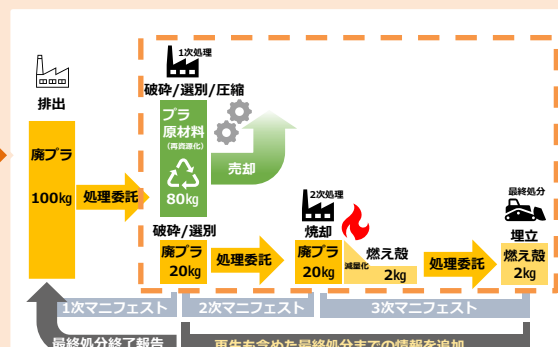 1次処理
破砕/選別/圧縮
排出
プラ
原材料
(再資源化)
80kg
売却
廃プラ
100kg
処理委託
破砕/選別
廃プラ
20kg
処理委託
2次処理
焼却
廃プラ
20kg
減量化
燃え殻
2kg
処理委託
最終処分
埋立
燃え殻
2kg
1次マニフェスト
2次マニフェスト
3次マニフェスト
最終処分終了報告
再生も含めた最終処分までの情報を追加